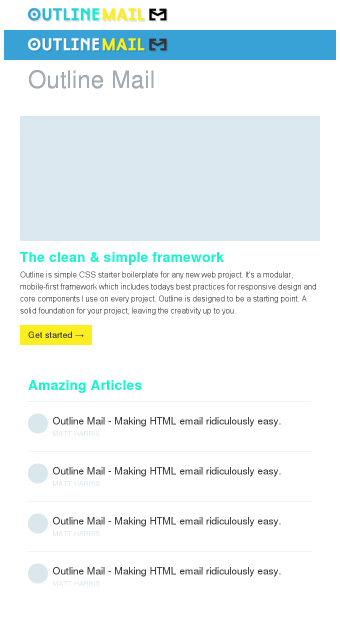 OUTLINEMAIL
OUTLINEMAIL
Outline Mail
The clean & simple framework
Outline is simple CSS starter boilerplate for any new web project. It's a modular,
mobile-first framework which includes todays best practices for responsive design and
core components I use on every project. Outline is designed to be a starting point. A
solid foundation for your project, leaving the creativity up to you.
Get started →
Amazing Articles
Outline Mail - Making HTML email ridiculously easy.
MATT HARRIS
Outline Mail - Making HTML email ridiculously easy.
MATT HARRIS
Outline Mail - Making HTML email ridiculously easy.
MATT HARRIS
Outline Mail - Making HTML email ridiculously easy.
MATT HARRIS